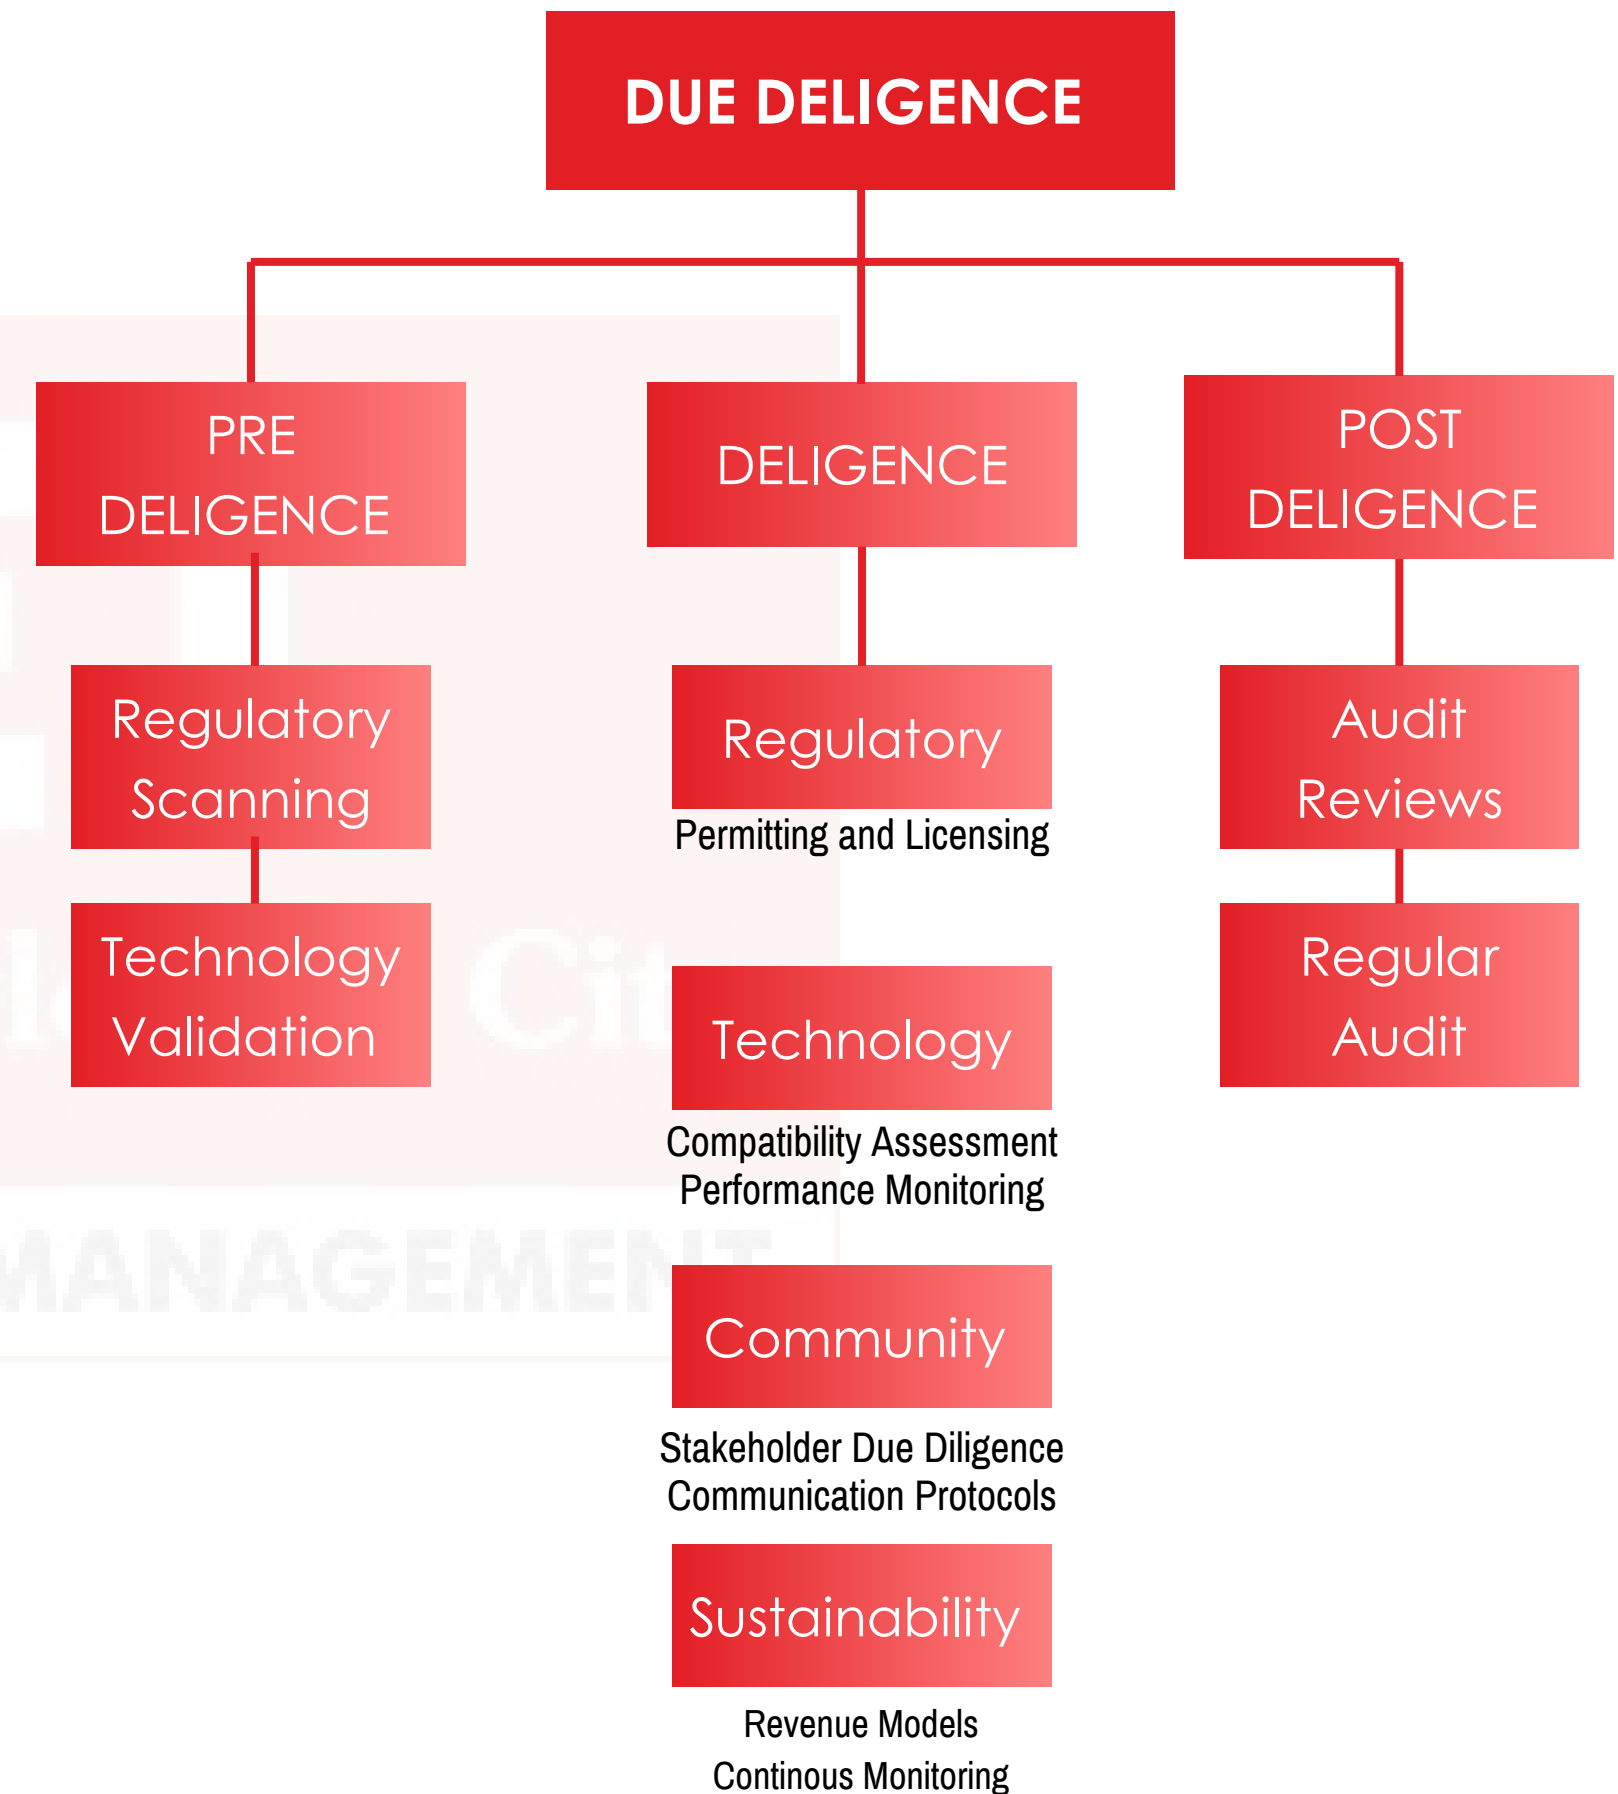 DUE DELIGENCE
PRE
DELIGENCE
Regulatory
Scanning
Technology
Validation
DELIGENCE
Regulatory
Permitting and Licensing
Technology
Compatibility Assessment
Performance Monitoring
Community
Stakeholder Due Diligence
Communication Protocols
Sustainability
Revenue Models
Continous Monitoring
POST
DELIGENCE
Audit
Reviews
Regular
Audit
MANAGEMENT